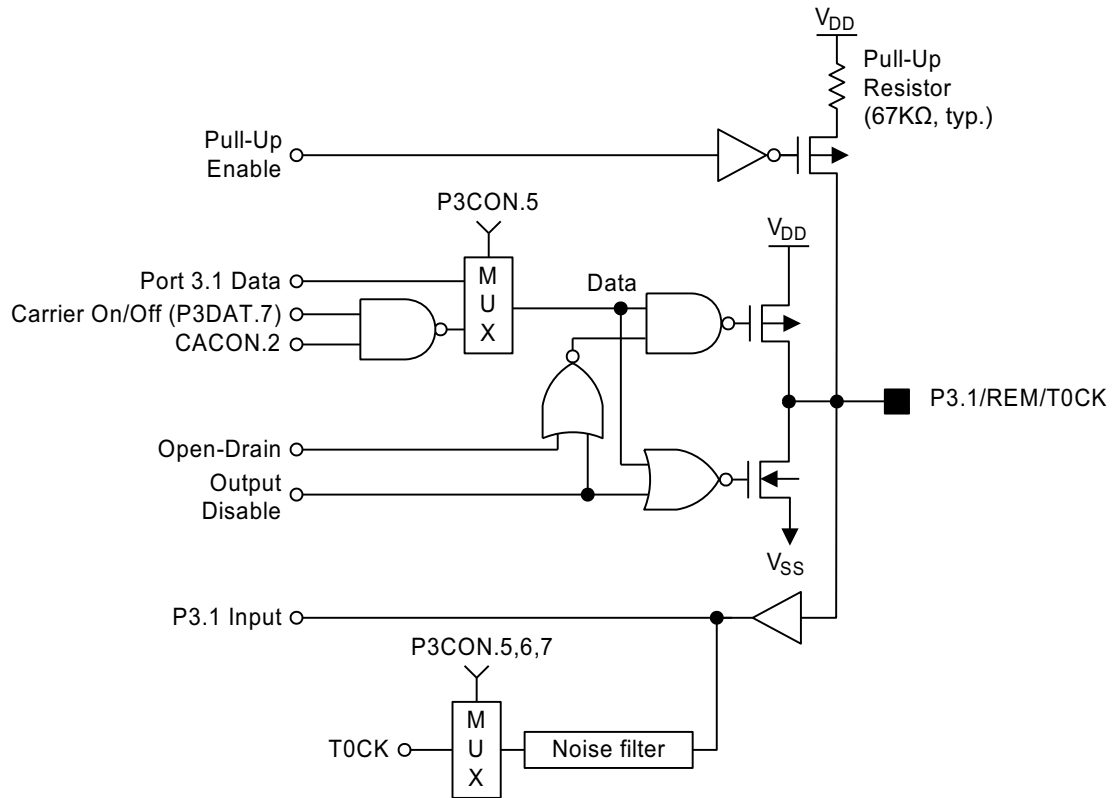 VDD
Pull-Up
Resistor
(67KΩ, typ.)
Pull-Up
Enable
P3CON.5
VDD
Port 3.1 Data
M
U
X
Data
Carrier On/Off (P3DAT.7)
CACON.2
P3.1/REM/T0CK
Open-Drain
Output
Disable
VSS
P3.1 Input
P3CON.5,6,7
M
U
X
T0CK
Noise filter